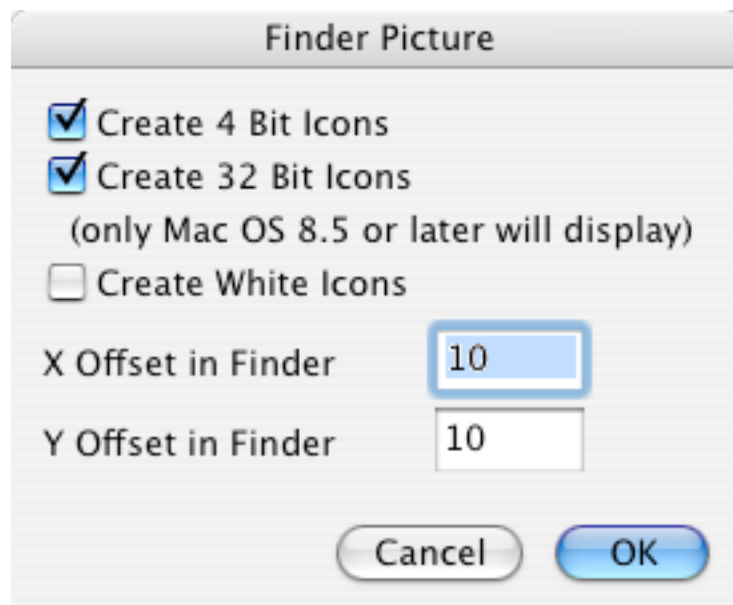 Finder Picture
Create 4 Bit Icons
Create 32 Bit Icons
(only Mac OS 8.5 or later will display)
Create White Icons
X Offset in Finder 10
Y Offset in Finder 10
Cancel OK